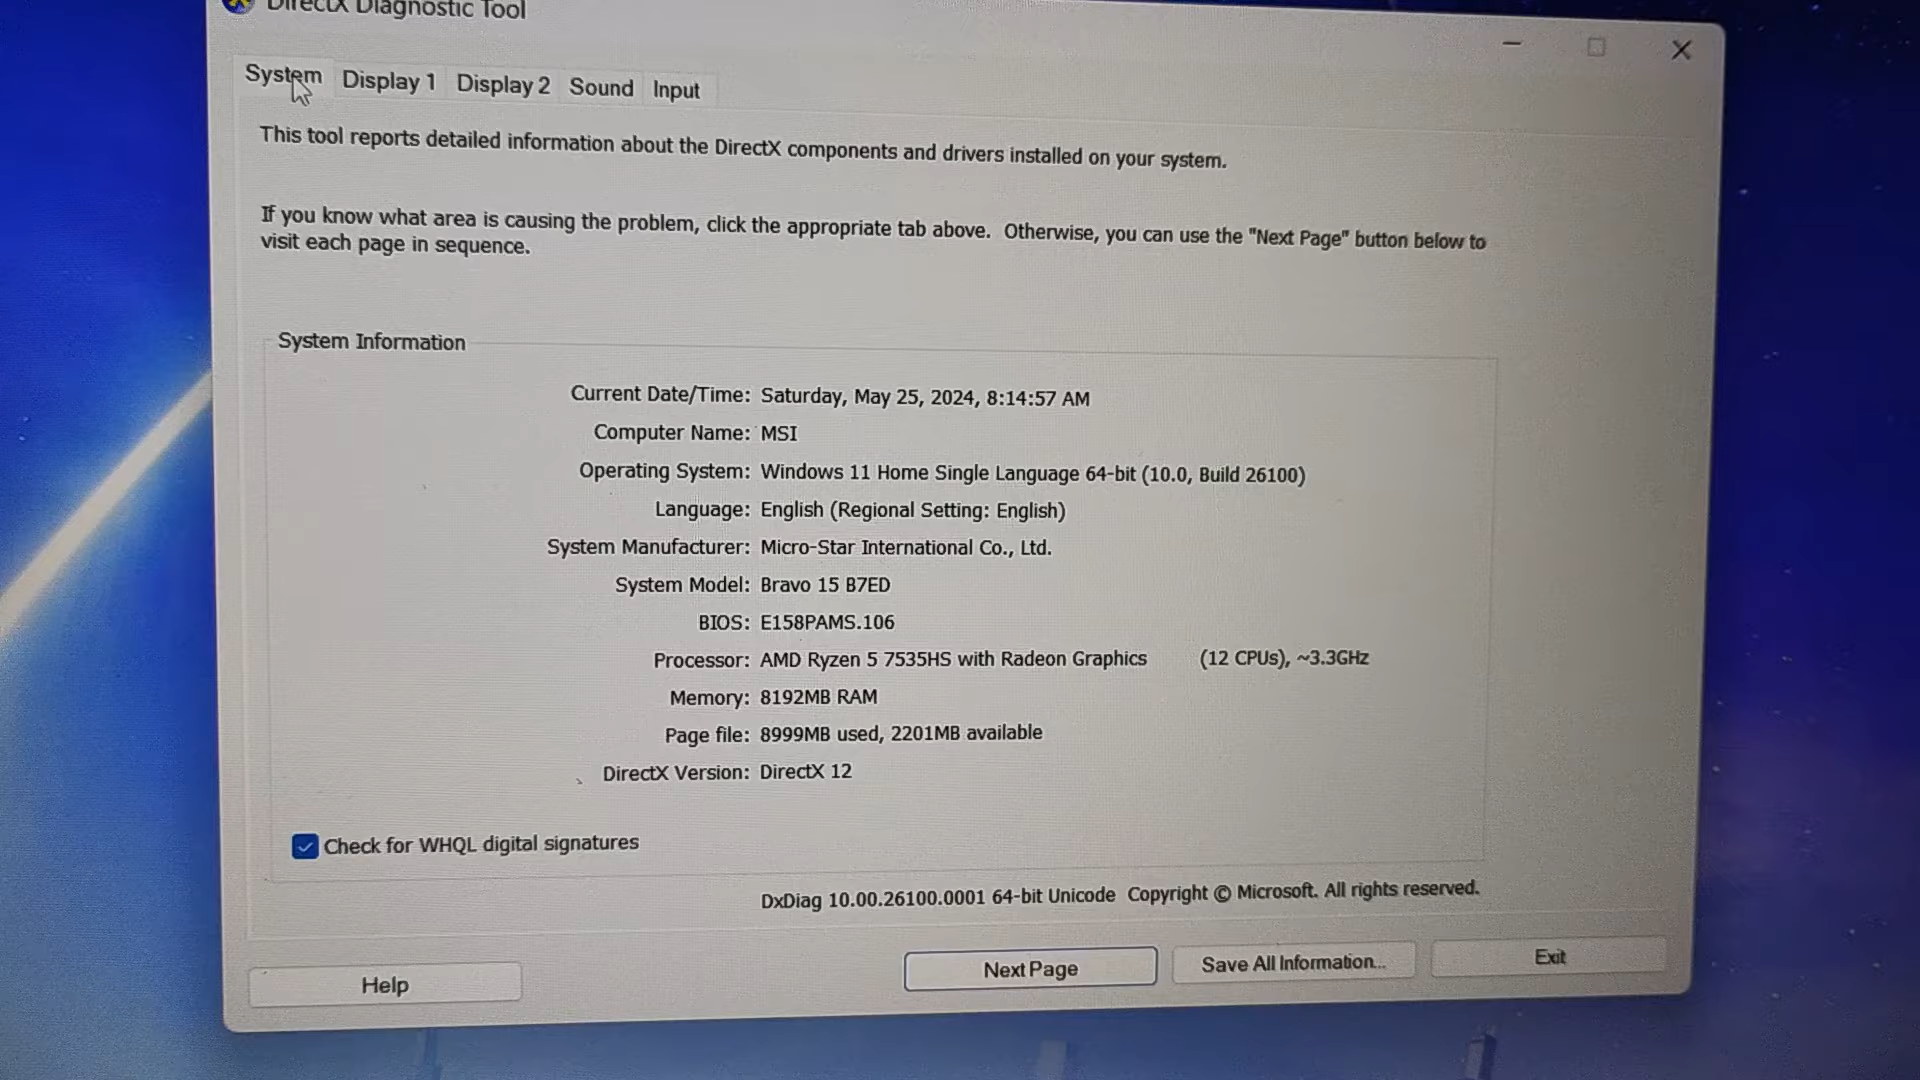 DirectX Diagnostic Tool
System Display 1 Display 2 Sound Input
This tool reports detailed information about the DirectX components and drivers installed on your system.
If you know what area is causing the problem, click the appropriate tab above.  Otherwise, you can use the "Next Page" button below to
visit each page in sequence.
System Information
Current Date/Time: Saturday, May 25, 2024, 8:14:57 AM
Computer Name: MSI
Operating System: Windows 11 Home Single Language 64-bit (10.0, Build 26100)
Language: English (Regional Setting: English)
System Manufacturer: Micro-Star International Co., Ltd.
System Model: Bravo 15 B7ED
BIOS: E158PAMS.106
Processor: AMD Ryzen 5 7535HS with Radeon Graphics (12 CPUs), ~3.3GHz
Memory: 8192MB RAM
Page file: 8999MB used, 2201MB available
DirectX Version: DirectX 12
Check for WHQL digital signatures
DxDiag 10.00.26100.0001 64-bit Unicode  Copyright © Microsoft. All rights reserved.
Help Next Page Save All Information... Exit